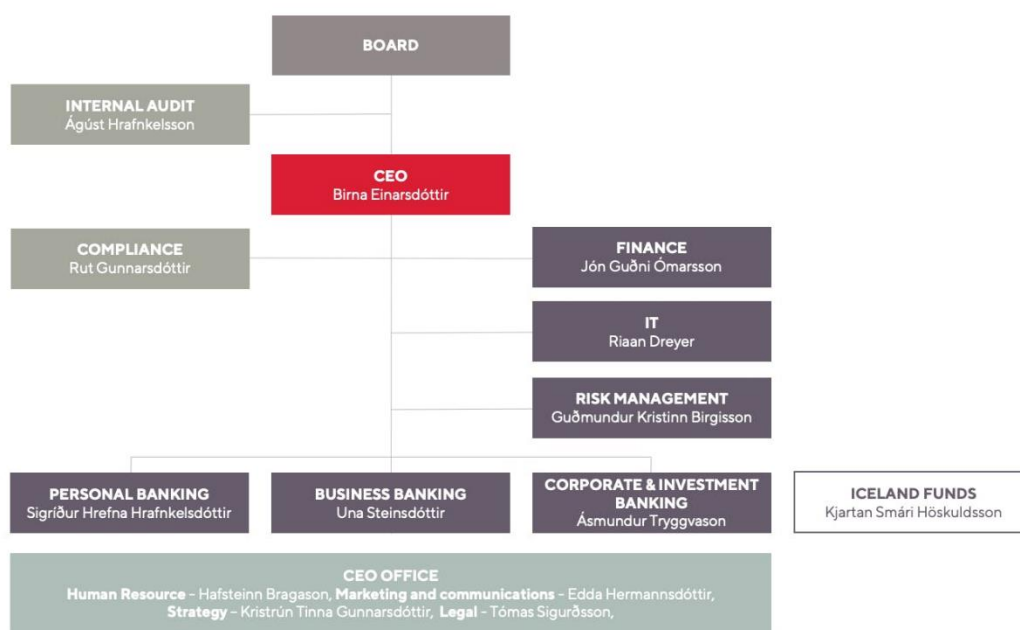 BOARD
INTERNAL AUDIT
Ágúst Hrafnkelsson
CEO
Birna Einarsdóttir
COMPLIANCE
Rut Gunnarsdóttir
FINANCE
Jón Guðni Ómarsson
IT
Riaan Dreyer
RISK MANAGEMENT
Guðmundur Kristinn Birgisson
PERSONAL BANKING
Sigríður Hrefna Hrafnkelsdóttir
BUSINESS BANKING
Una Steinsdóttir
CORPORATE & INVESTMENT
BANKING
Ásmundur Tryggvason
ICELAND FUNDS
Kjartan Smári Höskuldsson
CEO OFFICE
Human Resource - Hafsteinn Bragason, Marketing and communications - Edda Hermannsdóttir,
Strategy – Kristrún Tinna Gunnarsdóttir, Legal - Tómas Sigurðsson,